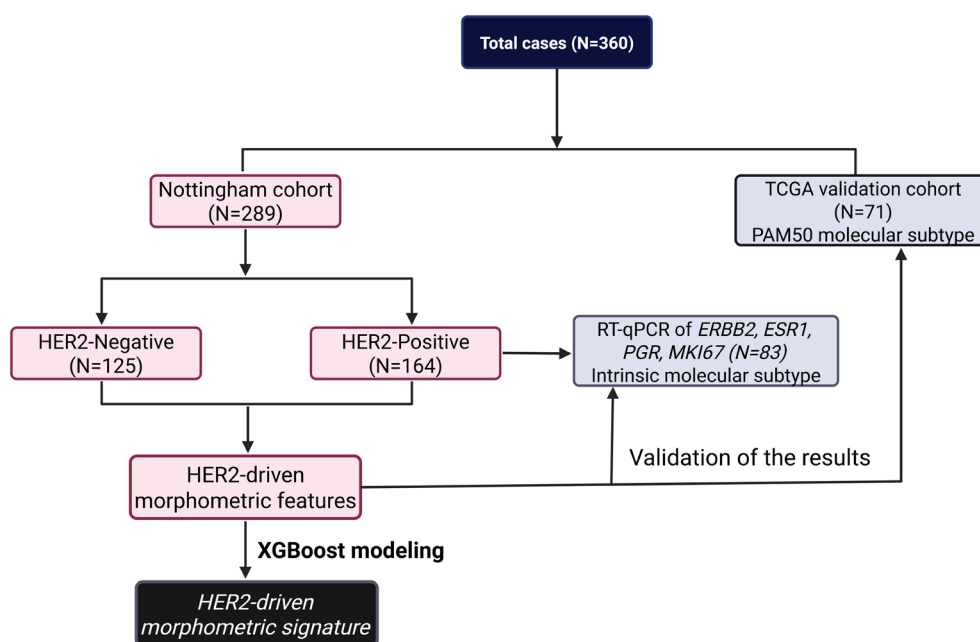 Total cases (N=360)
Nottingham cohort
(N=289)
TCGA validation cohort
(N=71)
PAM50 molecular subtype
HER2-Negative
(N=125)
HER2-Positive
(N=164)
RT-qPCR of ERBB2, ESR1,
PGR, MKI67 (N=83)
Intrinsic molecular subtype
Validation of the results
HER2-driven
morphometric features
XGBoost modeling
HER2-driven
morphometric signature